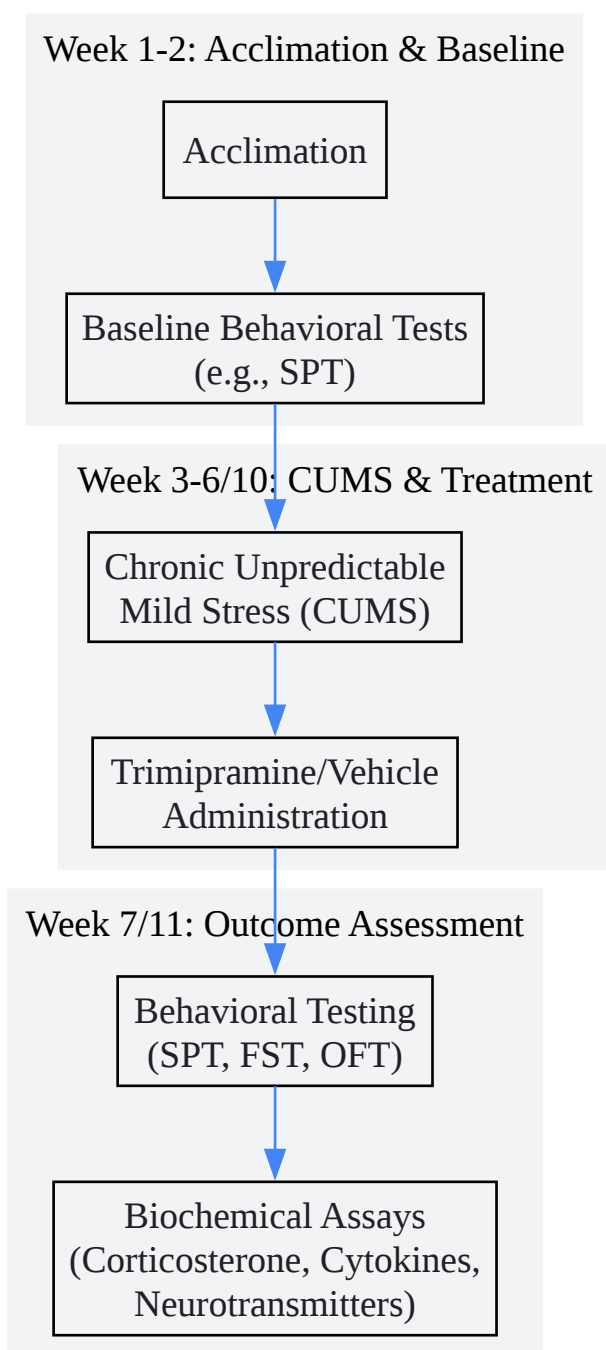 Week 1-2: Acclimation & Baseline
Acclimation
Baseline Behavioral Tests
(e.g., SPT)
Week 3-6/10: CUMS & Treatment
Chronic Unpredictable
Mild Stress (CUMS)
Trimipramine/Vehicle
Administration
Week 7/11: Outcome Assessment
Behavioral Testing
(SPT, FST, OFT)
Biochemical Assays
(Corticosterone, Cytokines,
Neurotransmitters)